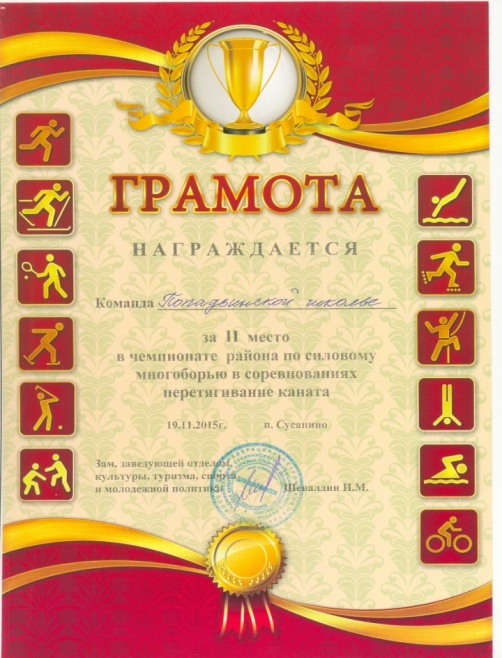 ГРАМОТА
НАГРАЖДАЕТСЯ
Команда Попадьинской школы
за II место
в чемпионате района по силовому
многоборью в соревнованиях
перетягивание каната
19.11.2015г. п. Сусанино
Зам. заведующей отделом
культуры, туризма, спорта
и молодежной политики Шевалдин И.М.